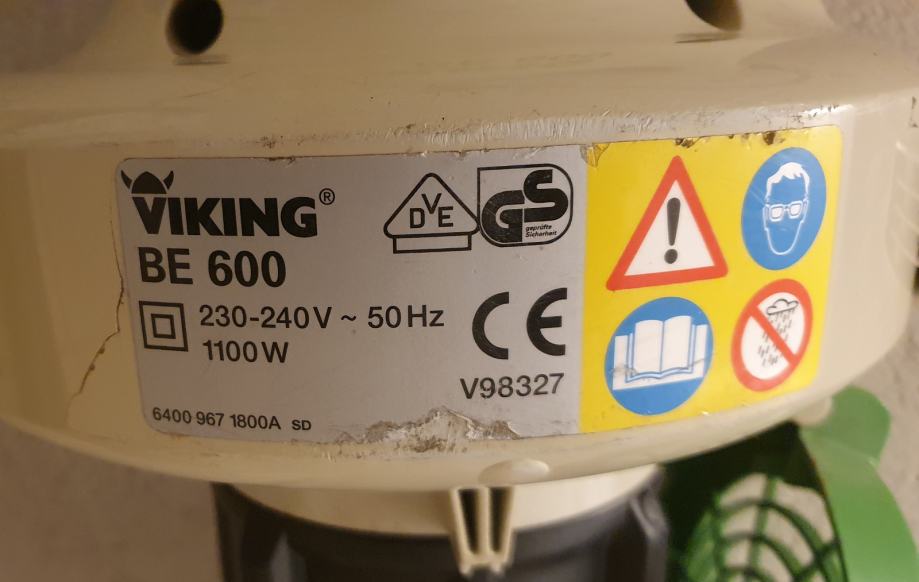 VIKING®
BE 600
230-240V ~ 50Hz
1100W
6400 967 1800A SD
DVE
GS
geprüfte
Sicherheit
CE
V98327